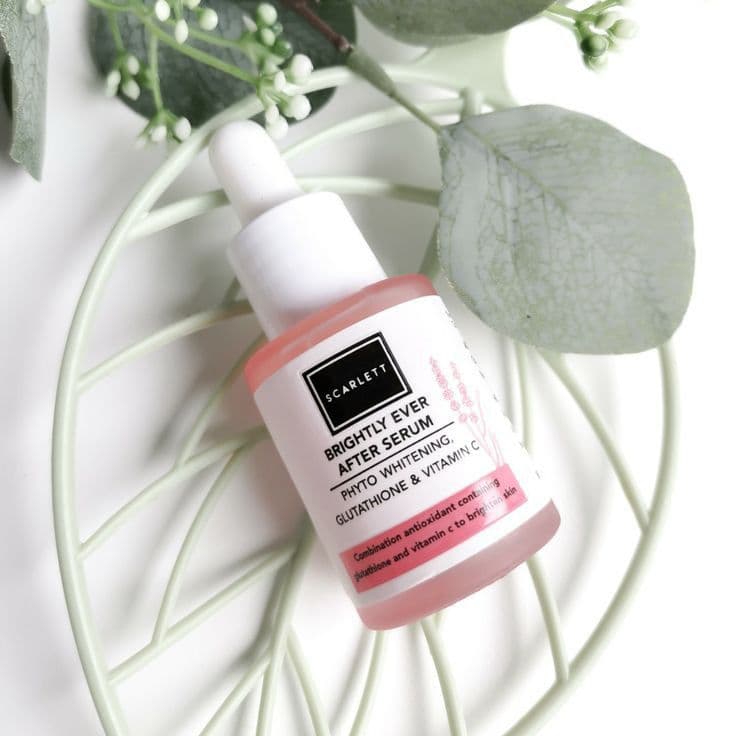 SCARLETT
BRIGHTLY EVER
AFTER SERUM
PHYTO WHITENING,
GLUTATHIONE & VITAMIN C
Combination antioxidant containing
glutathione and vitamin c to brighten skin